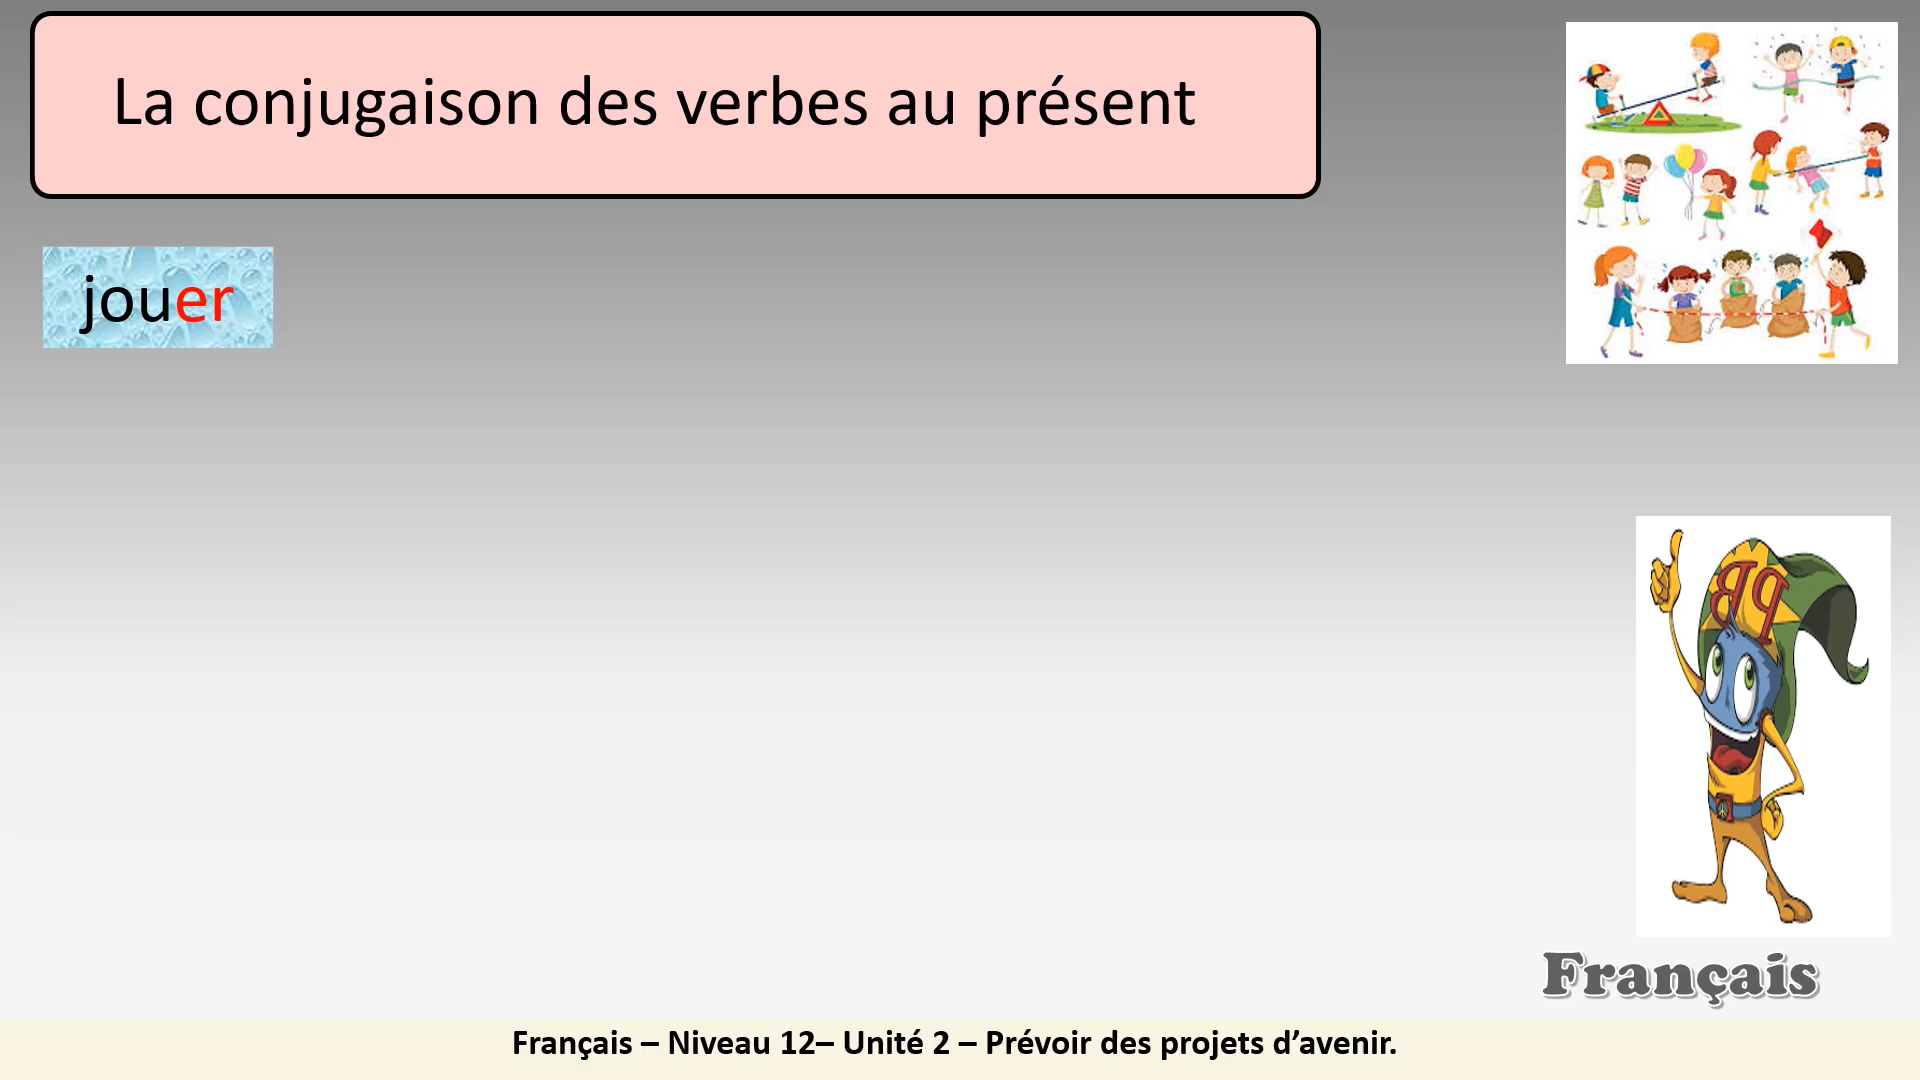 La conjugaison des verbes au présent
jouer
Français
Français – Niveau 12– Unité 2 – Prévoir des projets d’avenir.